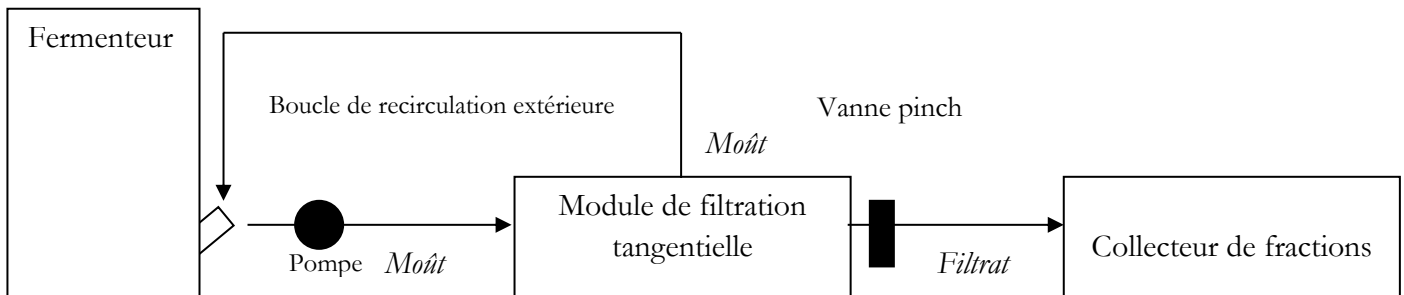 Fermenteur
Boucle de recirculation extérieure
Vanne pinch
Moût
Module de filtration
tangentielle
Pompe
Moût
Filtrat
Collecteur de fractions